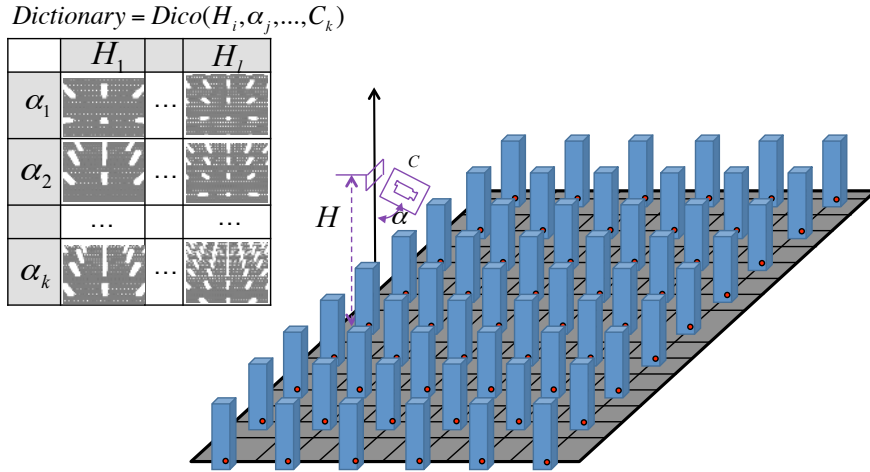 Dictionary = Dico(H_i,α_j,...,C_k)
H_1 H_l
α_1 ...
α_2 ...
... ...
α_k ...
C
H
α